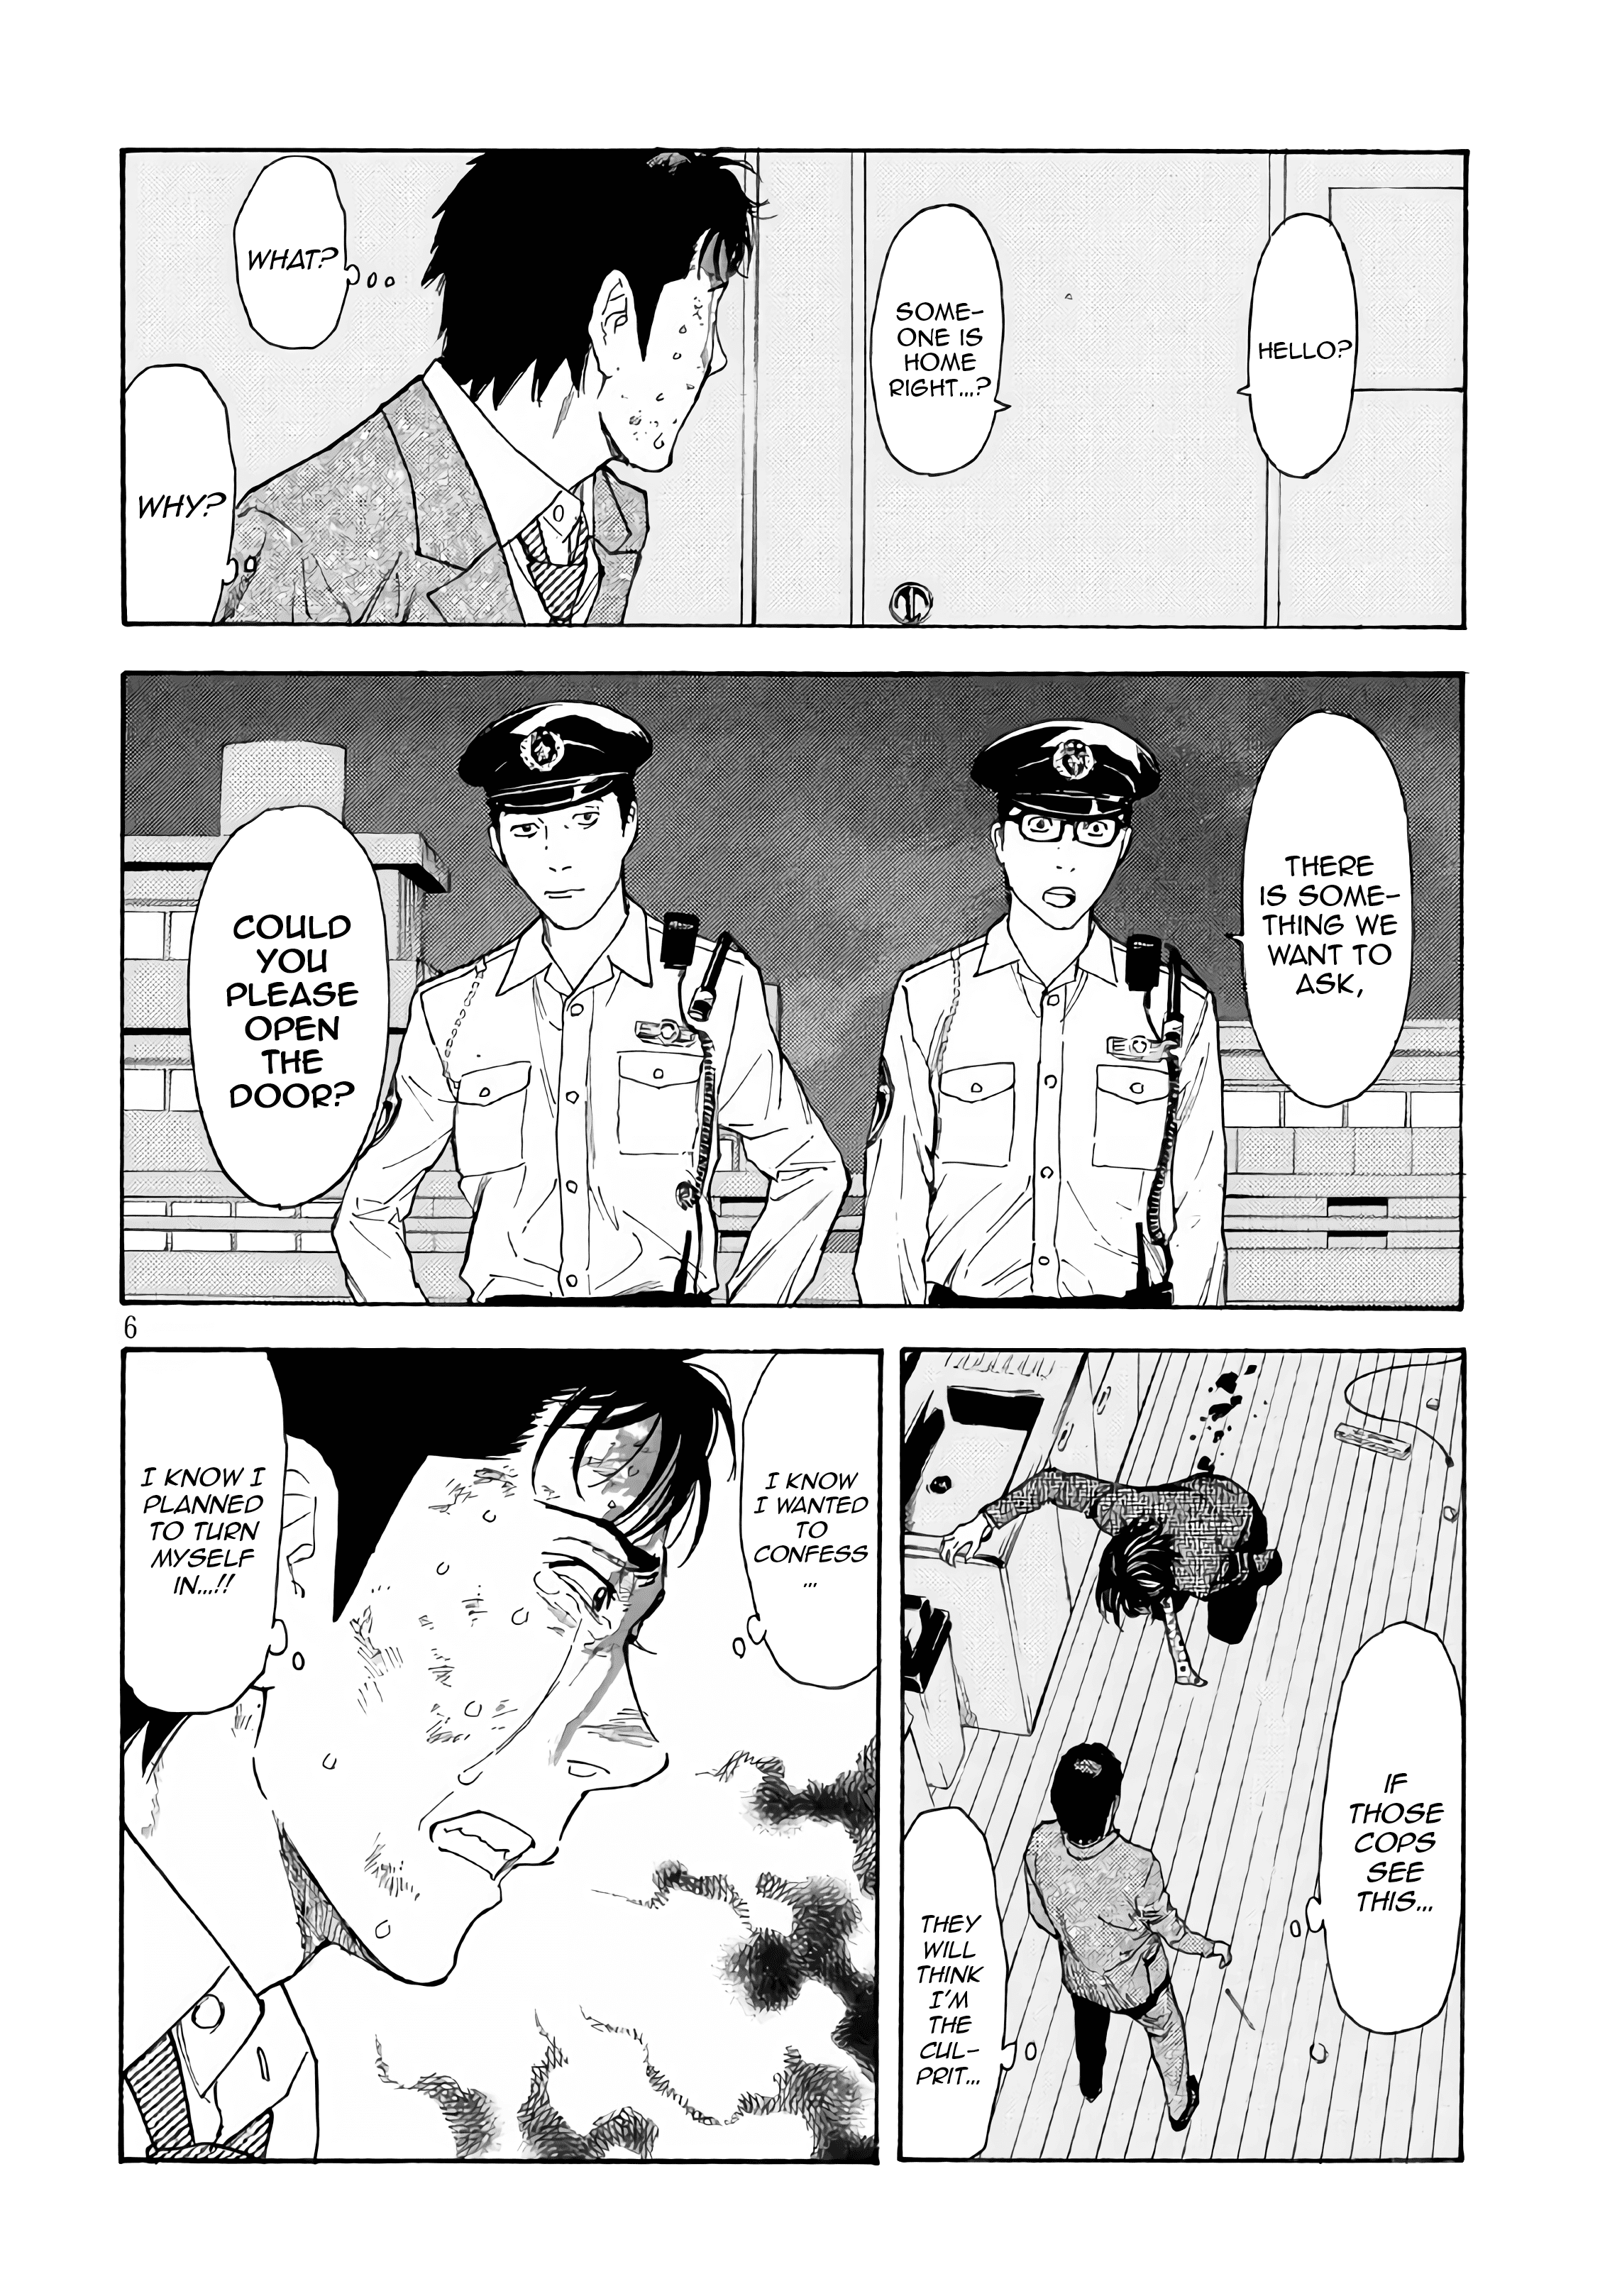 HELLO?
SOME-
ONE IS
HOME
RIGHT...?
WHAT?
WHY?
THERE
IS SOME-
THING WE
WANT TO
ASK,
COULD
YOU
PLEASE
OPEN
THE
DOOR?
6
IF
THOSE
COPS
SEE
THIS...
THEY
WILL
THINK
I'M
THE
CUL-
PRIT...
I KNOW
I WANTED
TO
CONFESS
...
I KNOW I
PLANNED
TO TURN
MYSELF
IN...!!